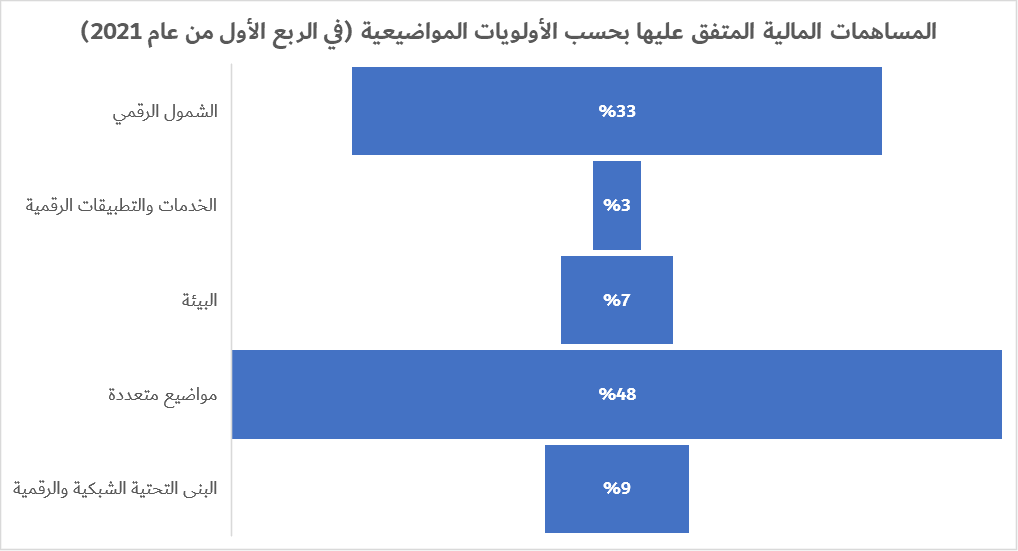 المساهمات المالية المتفق عليها بحسب الأولويات المواضيعية (في الربع الأول من عام 2021)
الشمول الرقمي
%33
الخدمات والتطبيقات الرقمية
%3
البيئة
%7
مواضيع متعددة
%48
البنى التحتية الشبكية والرقمية
%9